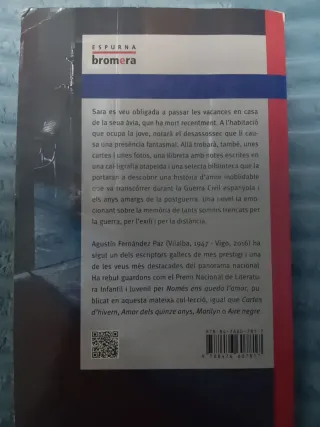 ESPURNA
bromera
Sara es veu obligada a passar les vacances en casa
de la seua àvia, que ha mort recentment. A l'habitació
que ocupa la jove, notarà el desassossec que li causa
una presència fantasmal. Allà trobarà, també, unes
cartes i unes fotos, una llibreta amb notes escrites en
una cal·ligrafia atapeïda i una selecta biblioteca que la
portaran a descobrir una història d'amor inoblidable
que va transcórrer durant la Guerra Civil espanyola i
els anys amargs de la postguerra. Una novel·la emo-
cionant sobre la memòria de tants somnis trencats per
la guerra, per l'exili i per la distància.
Agustín Fernández Paz (Vilalba, 1947 - Vigo, 2016) ha
sigut un dels escriptors gallecs de més prestigi i una
de les veus més destacades del panorama nacional
Ha rebut guardons com el Premi Nacional de Literatu-
ra Infantil i Juvenil per Només ens queda l'amor, pu-
blicat en aquesta mateixa col·lecció, igual que Cartes
d'hivern, Amor dels quinze anys, Marilyn o Ave negre